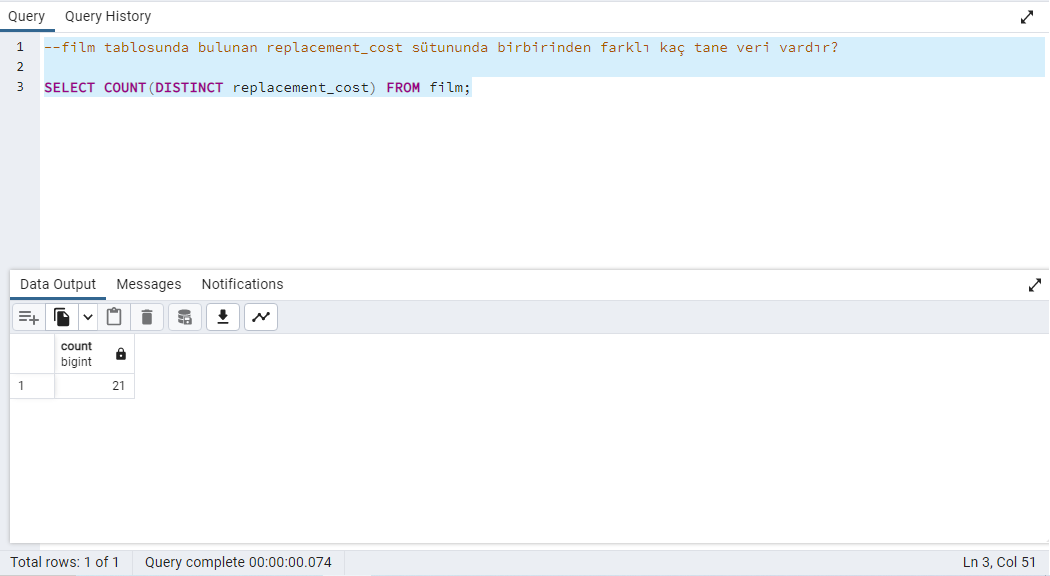 Query Query History
1 --film tablosunda bulunan replacement_cost sütununda birbirinden farklı kaç tane veri vardır?
2
3 SELECT COUNT(DISTINCT replacement_cost) FROM film;
Data Output Messages Notifications
count
bigint
1 21
Total rows: 1 of 1 Query complete 00:00:00.074 Ln 3, Col 51